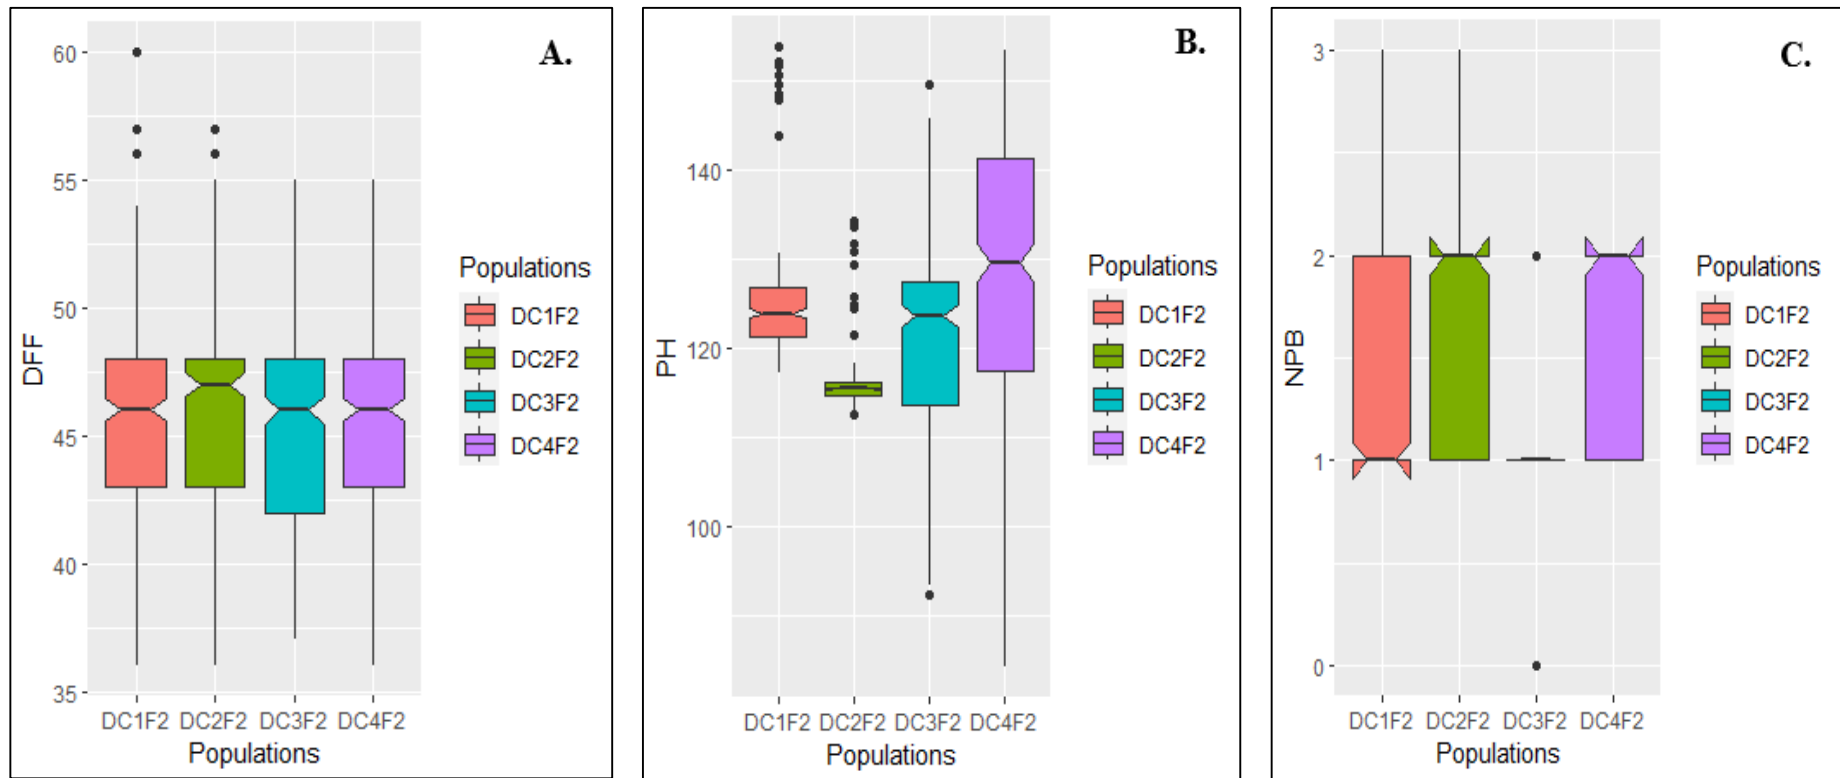 A.
DFF
60
55
50
45
40
35
DC1F2 DC2F2 DC3F2 DC4F2
Populations
Populations
DC1F2
DC2F2
DC3F2
DC4F2
B.
PH
140
120
100
DC1F2 DC2F2 DC3F2 DC4F2
Populations
Populations
DC1F2
DC2F2
DC3F2
DC4F2
C.
NPB
3
2
1
0
DC1F2 DC2F2 DC3F2 DC4F2
Populations
Populations
DC1F2
DC2F2
DC3F2
DC4F2